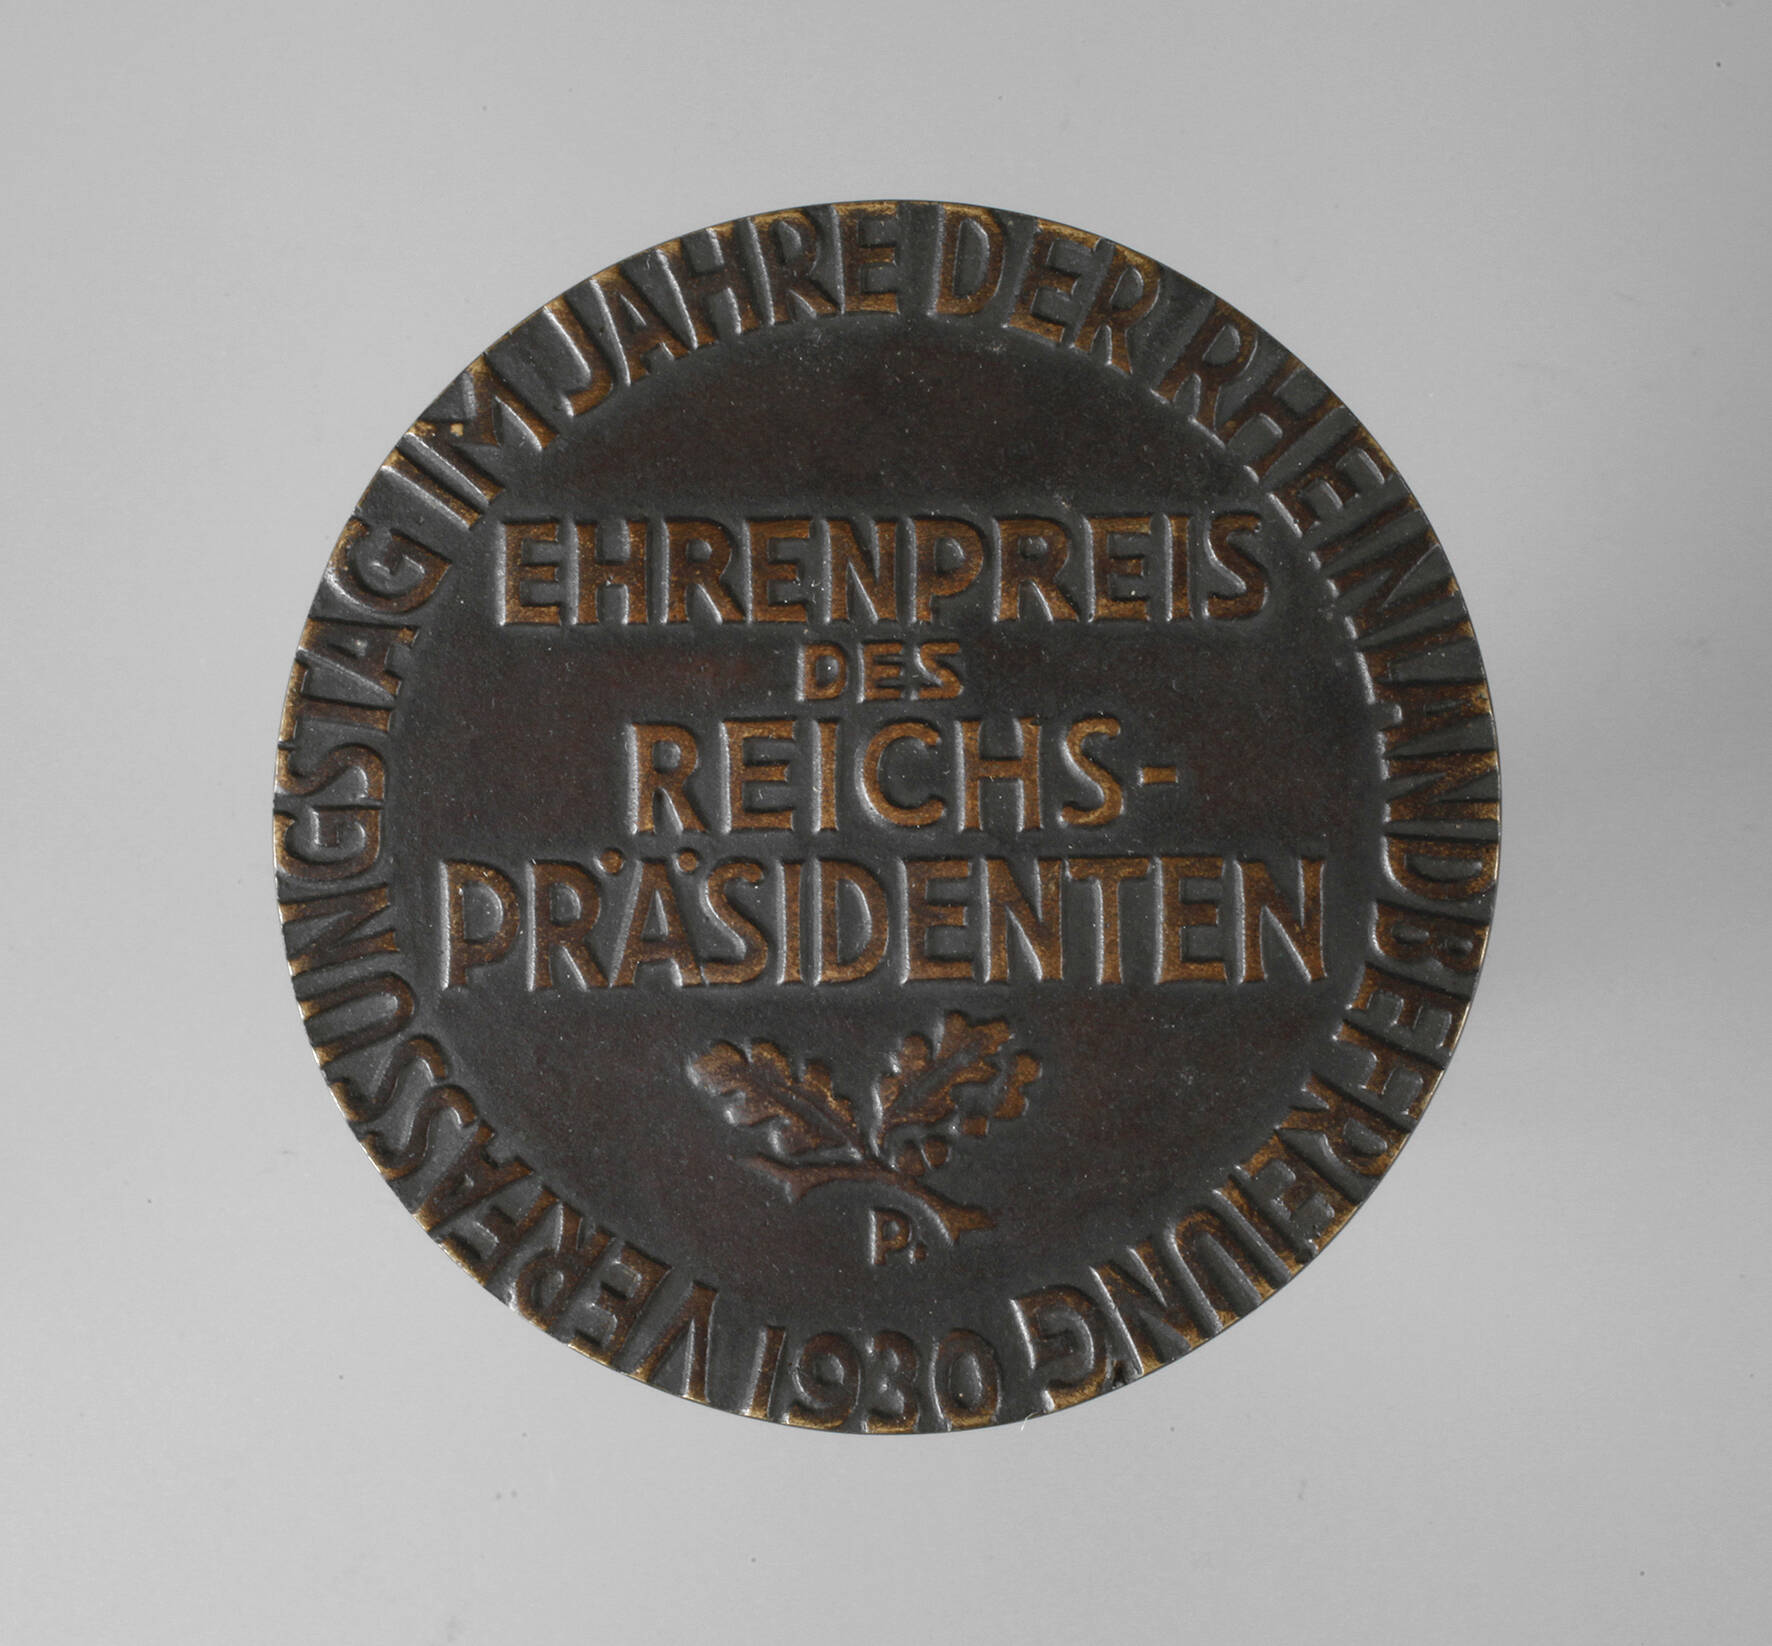 VERFASSUNGSTAG IM JAHRE DER RHEINLANDBEFREIUNG
1930
EHRENPREIS
DES
REICHS-
PRÄSIDENTEN
P.